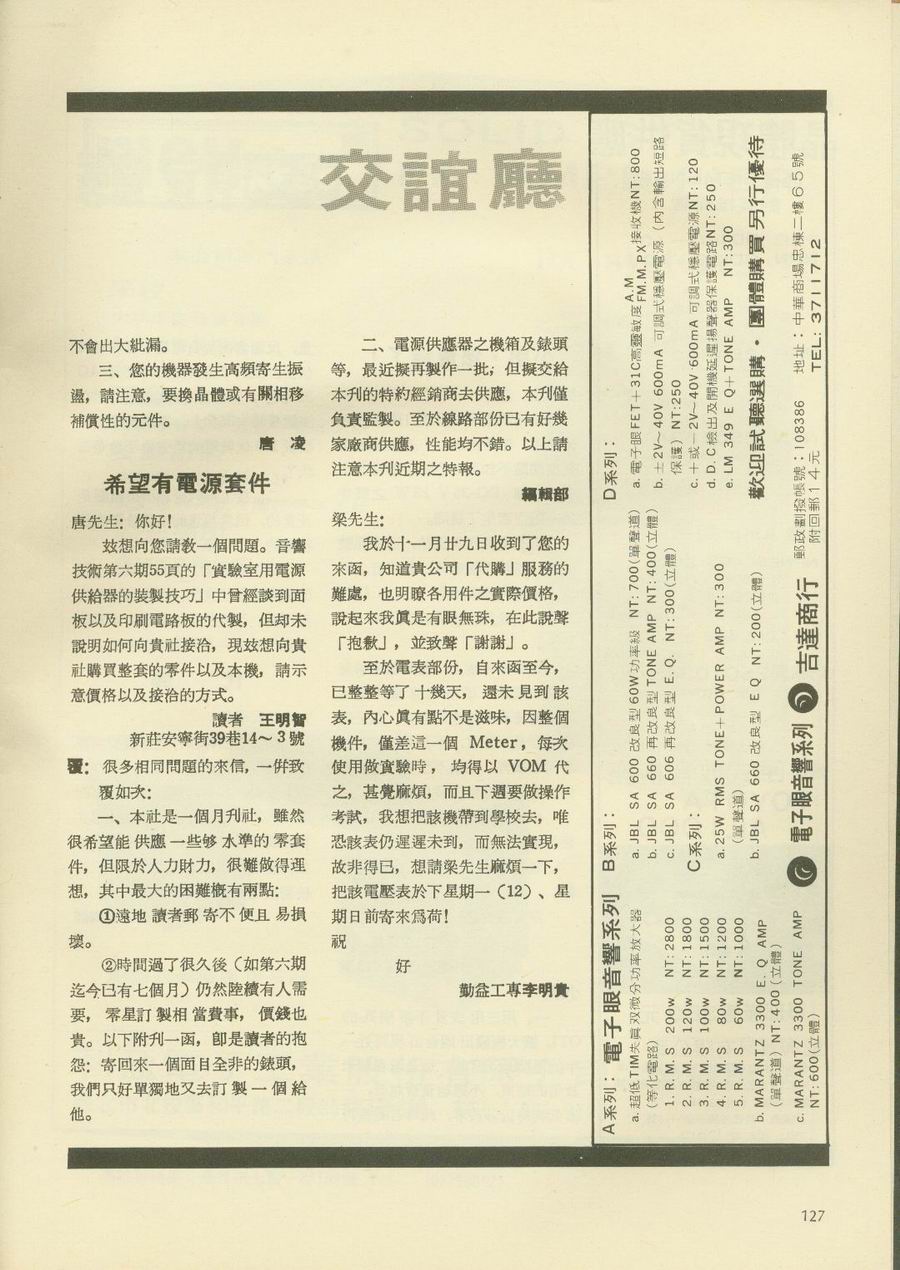 交誼廳
不會出大紕漏。
三、您的機器發生高頻寄生振
盪，請注意，要換晶體或有關相移
補償性的元件。
唐　凌
希望有電源套件
唐先生：你好！
玆想向您請教一個問題。音響
技術第六期55頁的「實驗室用電源
供給器的裝製技巧」中曾經談到面
板以及印刷電路板的代製，但却未
說明如何向貴社接洽，現玆想向貴
社購買整套的零件以及本機，請示
意價格以及接洽的方式。
讀者　王明智
新莊安寧街39巷14～3號
覆：很多相同問題的來信，一併致
覆如次：
一、本社是一個月刋社，雖然
很希望能供應一些够水準的零套
件，但限於人力財力，很難做得理
想，其中最大的困難概有兩點：
①遠地讀者郵寄不便且易損
壞。
②時間過了很久後（如第六期
迄今已有七個月）仍然陸續有人需
要，零星訂製相當費事，價錢也
貴。以下附刋一函，卽是讀者的抱
怨：寄回來一個面目全非的錶頭，
我們只好單獨地又去訂製一個給
他。
二、電源供應器之機箱及錶頭
等，最近擬再製作一批，但擬交給
本刋的特約經銷商去供應，本刋僅
負責監製。至於線路部份已有好幾
家廠商供應，性能均不錯。以上請
注意本刋近期之特報。
編輯部
梁先生：
我於十一月廿九日收到了您的
來函，知道貴公司「代購」服務的
難處，也明瞭各用件之實際價格，
說起來我眞是有眼無珠，在此說聲
「抱歉」，並致聲「謝謝」。
至於電表部份，自來函至今，
已整整等了十幾天，還未見到該
表，內心眞有點不是滋味，因整個
機件，僅差這一個 Meter，每次
使用做實驗時，均得以 VOM 代
之，甚覺麻煩，而且下週要做操作
考試，我想把該機帶到學校去，唯
恐該表仍遲遲未到，而無法實現，
故非得已，想請梁先生麻煩一下，
把該電壓表於下星期一（12）、星
期日前寄來爲荷！
祝
好
勤益工專李明貴
A系列：電子眼音響系列
a. 超低TIM失眞双微分功率放大器
（等化電路）
1. R. M. S　200w　NT:2800
2. R. M. S　120w　NT:1800
3. R. M. S　100w　NT:1500
4. R. M. S　80w　NT:1200
5. R. M. S　60w　NT:1000
b. MARANTZ 3300 E. Q AMP
（單聲道）NT:400（立體）
c. MARANTZ 3300 TONE AMP
NT:600(立體)
B系列：
a. JBL SA 600 改良型60W功率級 NT:700(單聲道)
b. JBL SA 660 再改良型TONE AMP NT:400(立體)
c. JBL SA 606 再改良型 E. Q. NT:300(立體)
C系列：
a. 25W RMS TONE＋POWER AMP NT:300
（單聲道）
b. JBL SA 660 改良型 E Q NT:200(立體)
電子眼音響系列
吉達商行
D系列：
a. 電子眼FET＋31C高靈敏度 A.M FM.M.PX接收機NT:800
b. ±2V～40V 600mA 可調式穩壓電源（內含輸出短路
保護）NT:250
c. ＋或－2V～40V 600mA 可調式穩壓電源NT:120
d. D.C檢出及開機延遲揚聲器保護電路NT:250
e. LM 349 E Q＋TONE AMP NT:300
歡迎試聽選購・團體購買另行優待
郵政劃撥帳號：108386　地址：中華商場忠棟二樓65號
附回郵14元　TEL: 3711712
127